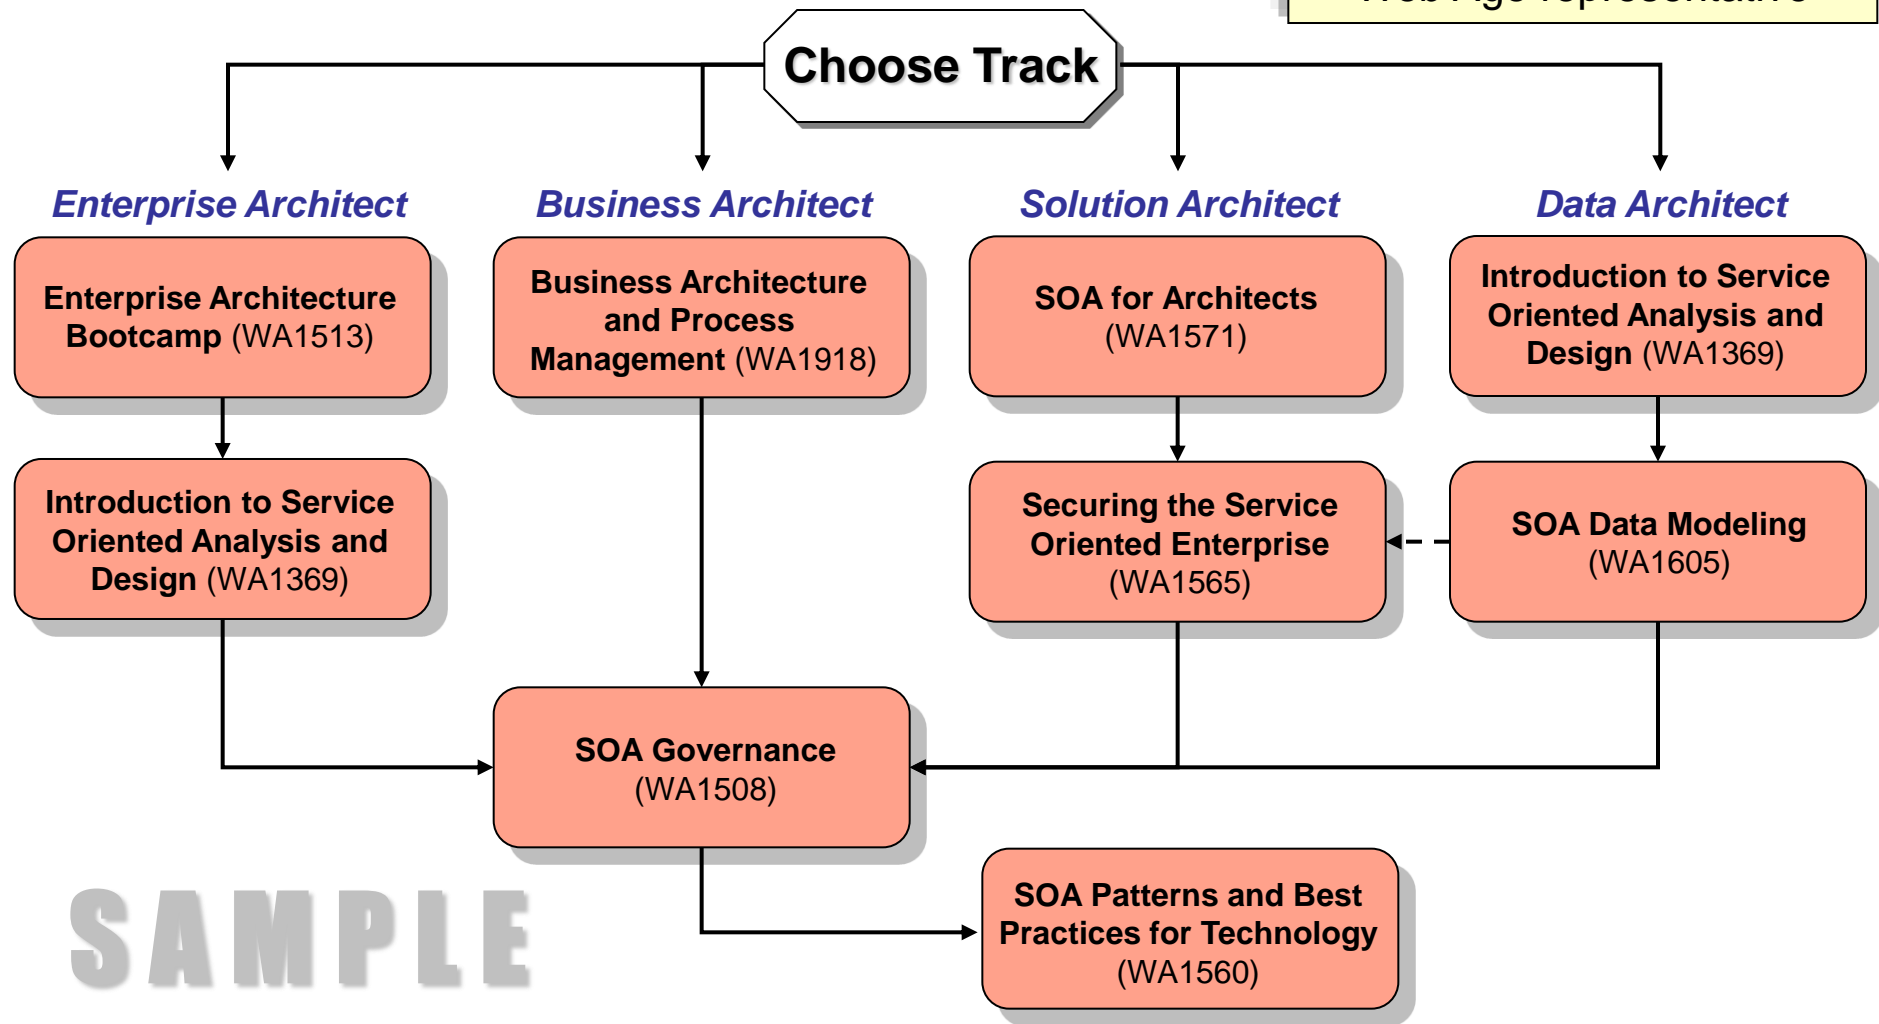 Web Age representative
Choose Track
Enterprise Architect
Business Architect
Solution Architect
Data Architect
Enterprise Architecture
Bootcamp (WA1513)
Business Architecture
and Process
Management (WA1918)
SOA for Architects
(WA1571)
Introduction to Service
Oriented Analysis and
Design (WA1369)
Introduction to Service
Oriented Analysis and
Design (WA1369)
Securing the Service
Oriented Enterprise
(WA1565)
SOA Data Modeling
(WA1605)
SOA Governance
(WA1508)
SOA Patterns and Best
Practices for Technology
(WA1560)
SAMPLE